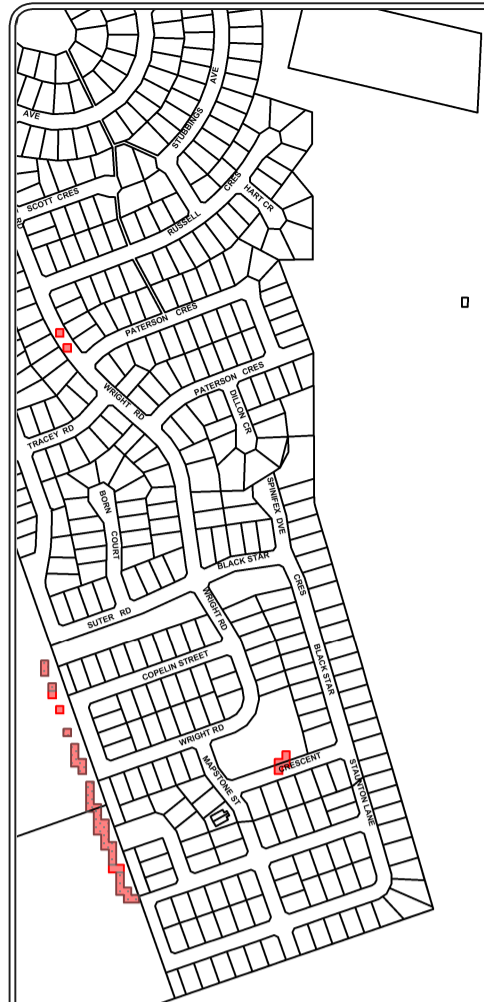 AVE
AVE
STUBBINGS
SCOTT CRES
RD
CRES
HART CR
RUSSELL
PATERSON CRES
PATERSON CRES
WRIGHT RD
DILLON CR
TRACEY RD
BORN
COURT
SPINIFEX DVE
BLACK STAR
CRES
SUTER RD
WRIGHT RD
COPELIN STREET
BLACK STAR
WRIGHT RD
MAPSTONE ST
CRESCENT
STAUNTON LANE